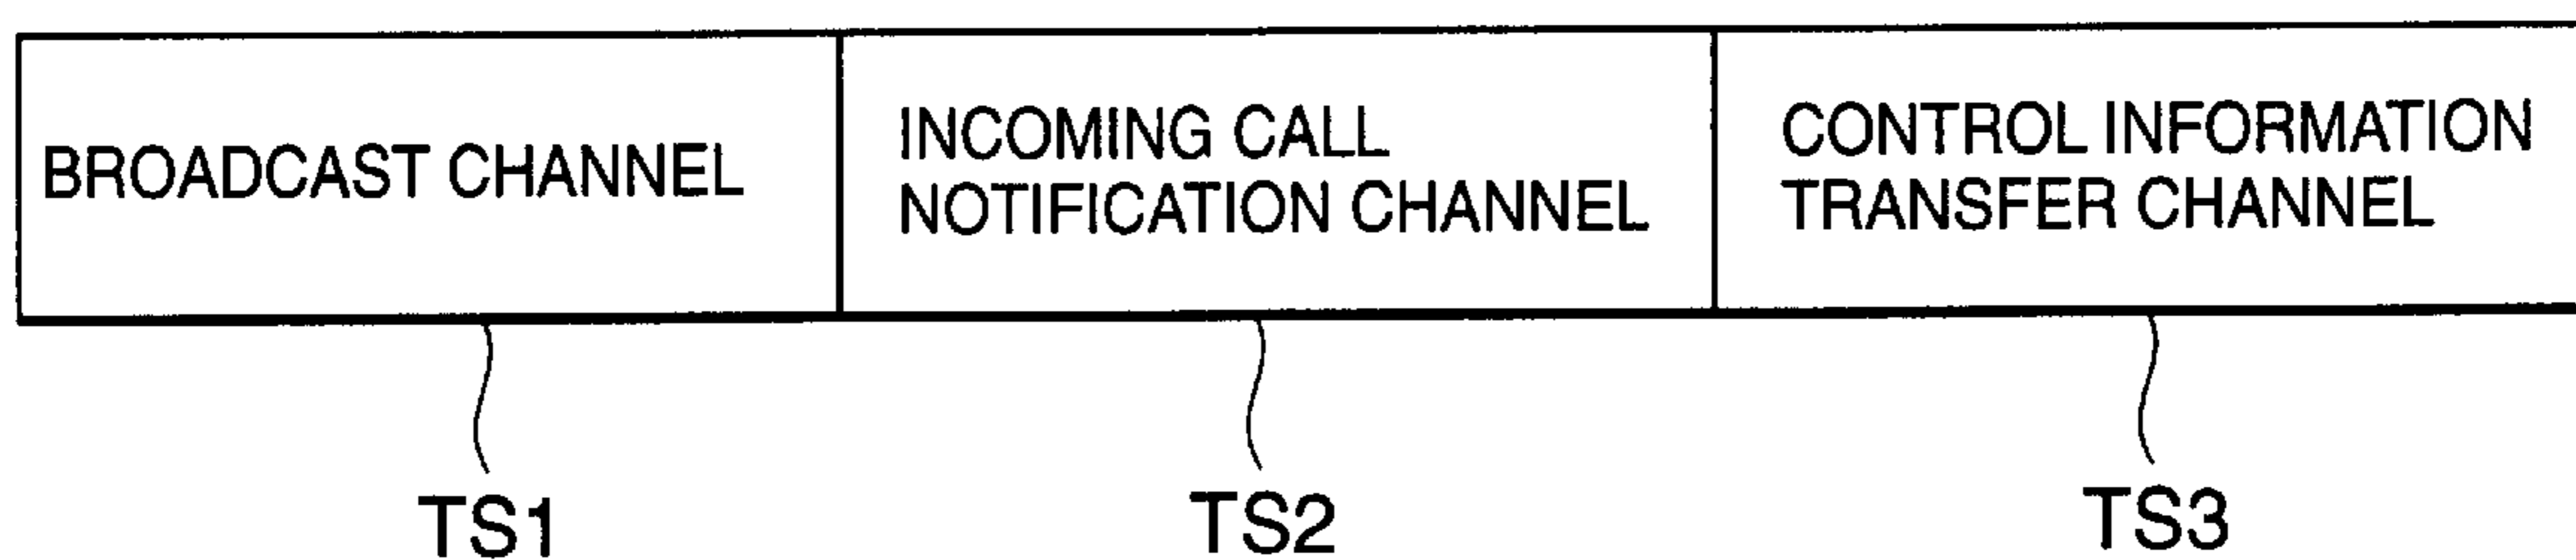 BROADCAST CHANNEL
INCOMING CALL
NOTIFICATION CHANNEL
CONTROL INFORMATION
TRANSFER CHANNEL
TS1
TS2
TS3